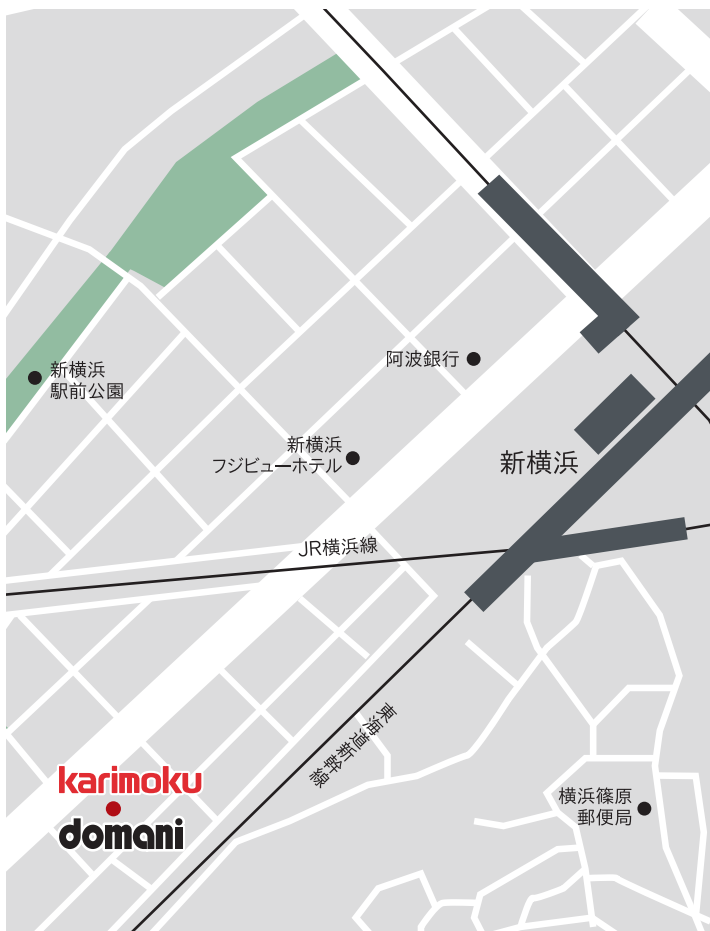 阿波銀行
新横浜
駅前公園
新横浜
フジビューホテル
新横浜
JR横浜線
東海道新幹線
karimoku
domani
横浜篠原
郵便局